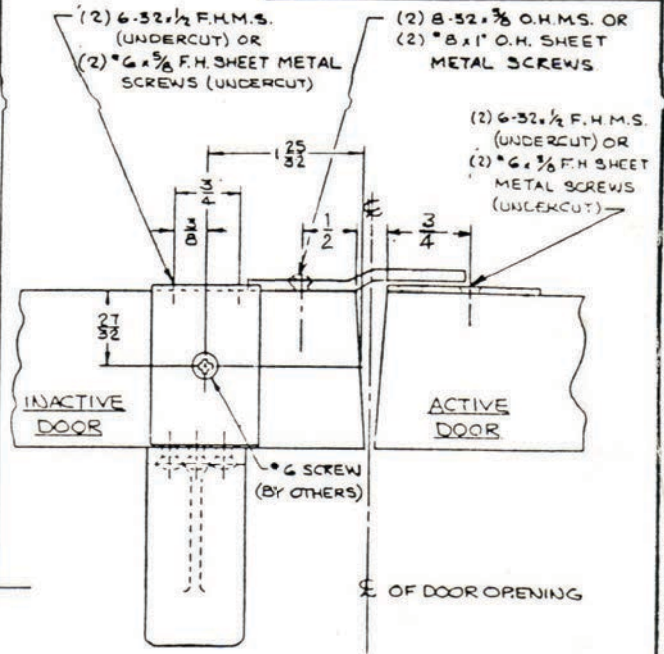 (2) 6-32 x 1/2 F.H.M.S.
(UNDERCUT) OR
(2) #6 x 5/8 F.H. SHEET METAL
SCREWS (UNDERCUT)
(2) 8-32 x 5/8 O.H.M.S. OR
(2) #8 x 1" O.H. SHEET
METAL SCREWS
(2) 6-32 x 1/2 F.H.M.S.
(UNDERCUT) OR
(2) #6 x 5/8 F.H SHEET
METAL SCREWS
(UNDERCUT)
1 25/32
℄
3/4
3/8
1/2
3/4
27/32
INACTIVE
DOOR
ACTIVE
DOOR
#6 SCREW
(BY OTHERS)
℄ OF DOOR OPENING